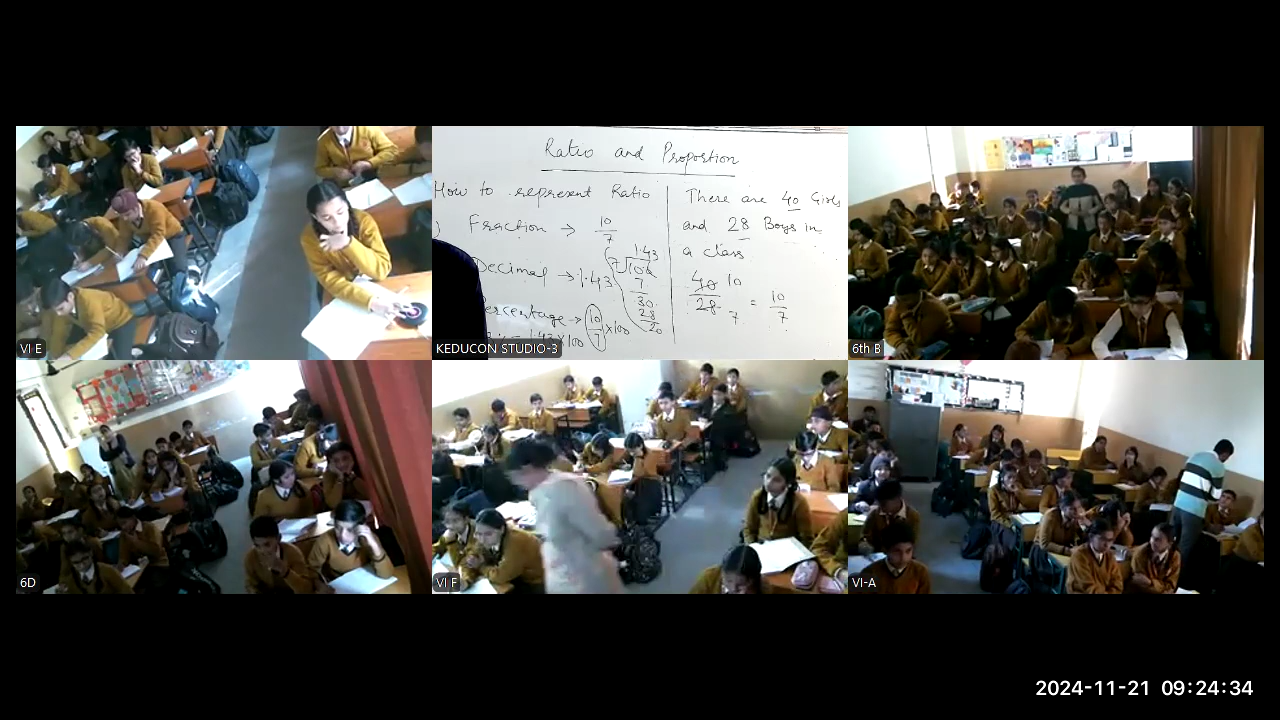 Ratio and Proportion
How to represent Ratio
) Fraction → 10/7
Decimal → 1.43
1.43
7
30
28
20
Percentage → 10/7 x100
x100
There are 40 Girls
and 28 Boys in
a class
40 10
28 7 = 10/7
VI E
KEDUCON STUDIO-3
6th B
6D
VI F
VI-A
2024-11-21 09:24:34